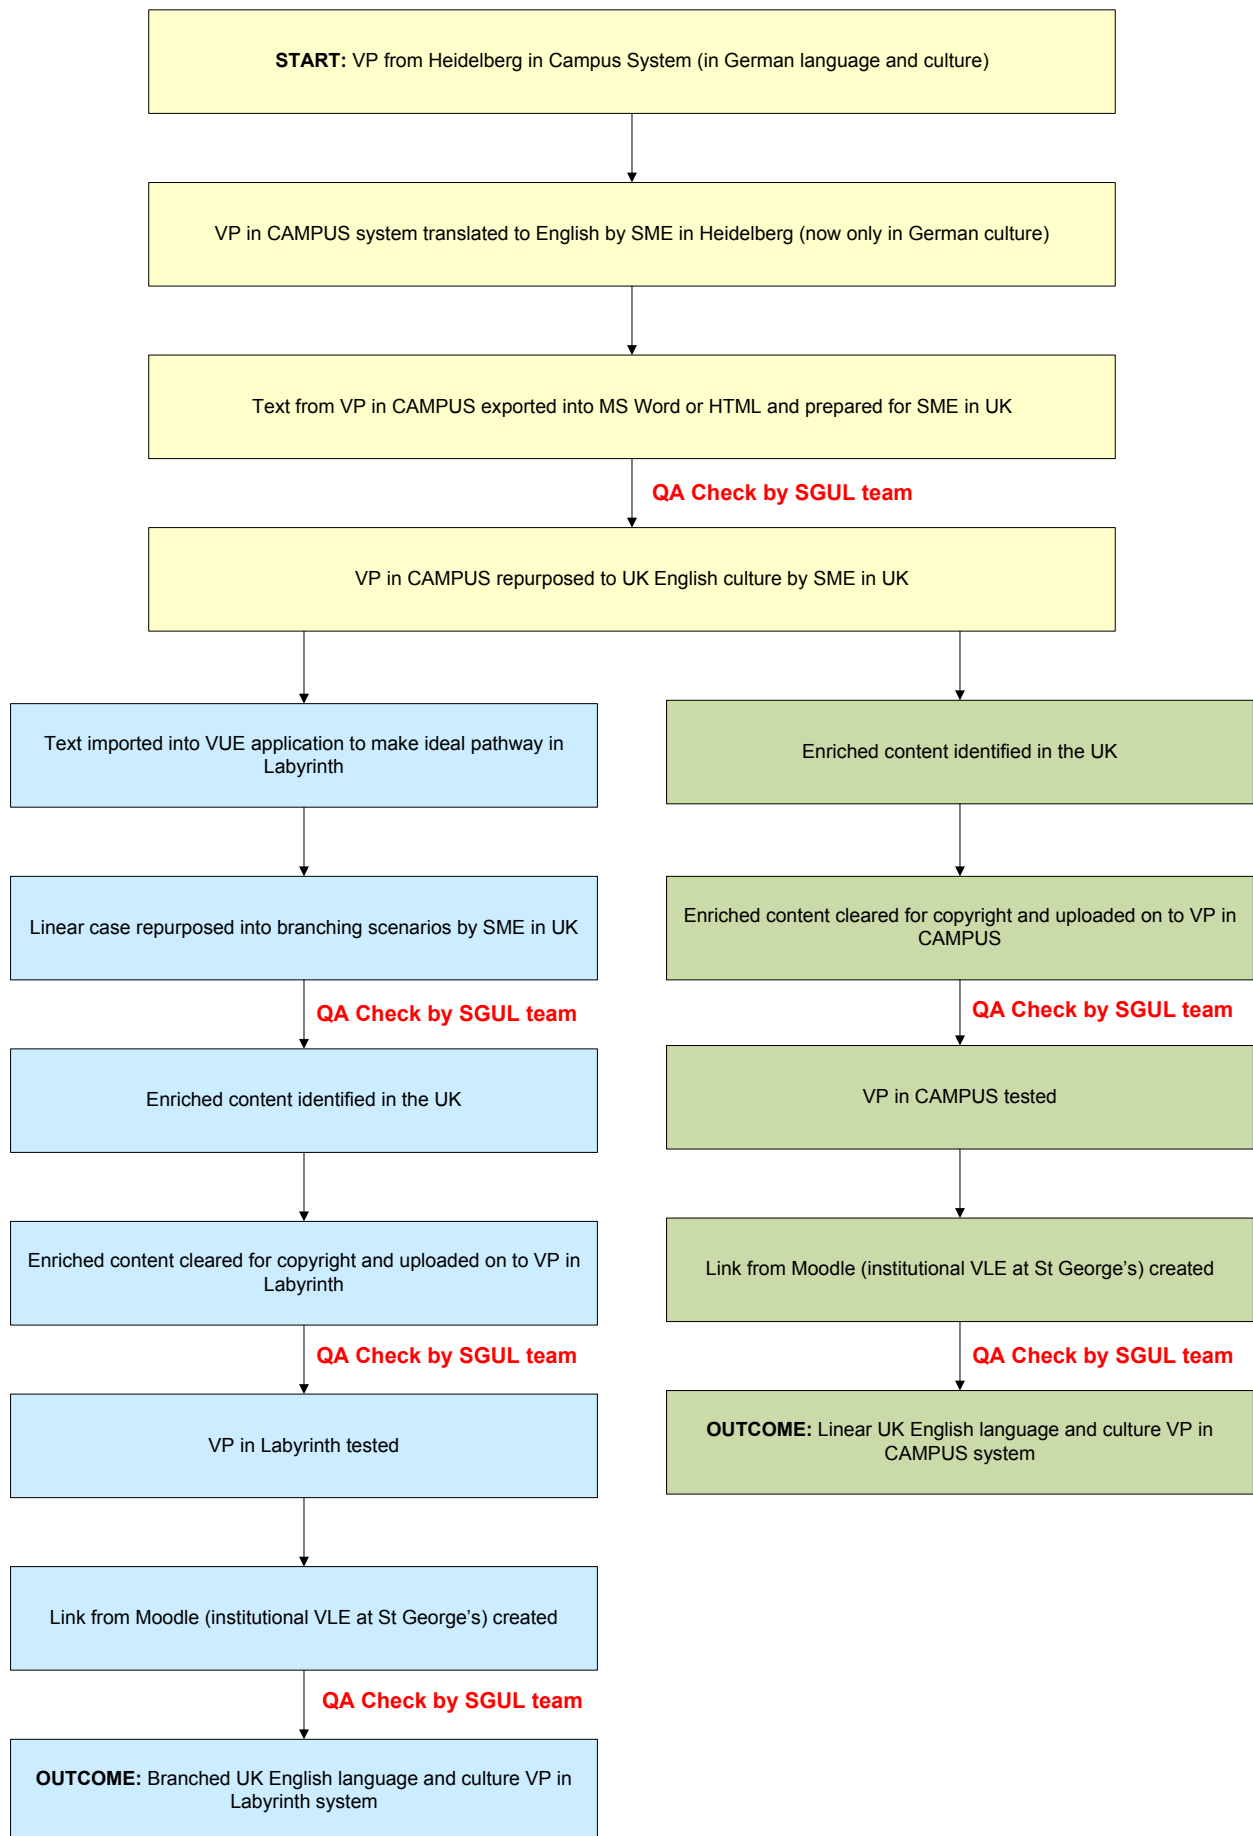 START: VP from Heidelberg in Campus System (in German language and culture)
VP in CAMPUS system translated to English by SME in Heidelberg (now only in German culture)
Text from VP in CAMPUS exported into MS Word or HTML and prepared for SME in UK
QA Check by SGUL team
VP in CAMPUS repurposed to UK English culture by SME in UK
Text imported into VUE application to make ideal pathway in
Labyrinth
Linear case repurposed into branching scenarios by SME in UK
QA Check by SGUL team
Enriched content identified in the UK
Enriched content cleared for copyright and uploaded on to VP in
Labyrinth
QA Check by SGUL team
VP in Labyrinth tested
Link from Moodle (institutional VLE at St George’s) created
QA Check by SGUL team
OUTCOME: Branched UK English language and culture VP in
Labyrinth system
Enriched content identified in the UK
Enriched content cleared for copyright and uploaded on to VP in
CAMPUS
QA Check by SGUL team
VP in CAMPUS tested
Link from Moodle (institutional VLE at St George’s) created
QA Check by SGUL team
OUTCOME: Linear UK English language and culture VP in
CAMPUS system